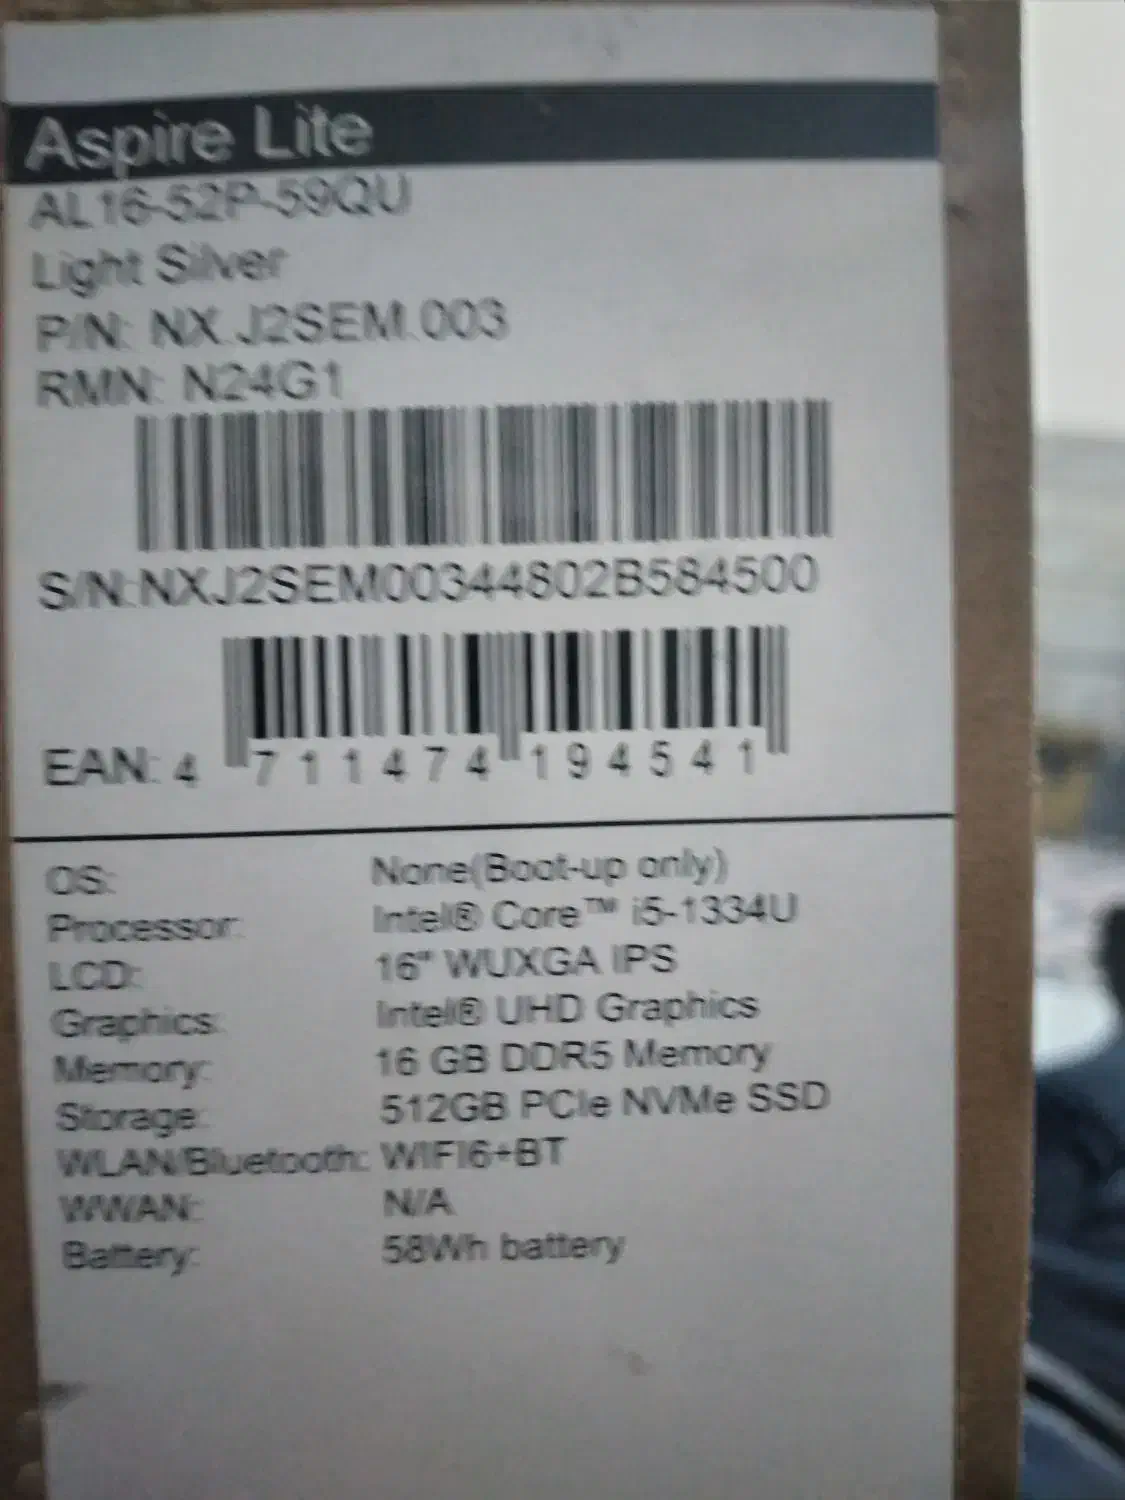 Aspire Lite
AL16-52P-59QU
Light Silver
P/N: NX.J2SEM.003
RMN: N24G1
S/N:NXJ2SEM00344802B584500
EAN: 4 711474 194541
OS: None(Boot-up only)
Processor: Intel® Core™ i5-1334U
LCD: 16" WUXGA IPS
Graphics: Intel® UHD Graphics
Memory: 16 GB DDR5 Memory
Storage: 512GB PCIe NVMe SSD
WLAN/Bluetooth: WIFI6+BT
WWAN: N/A
Battery: 58Wh battery